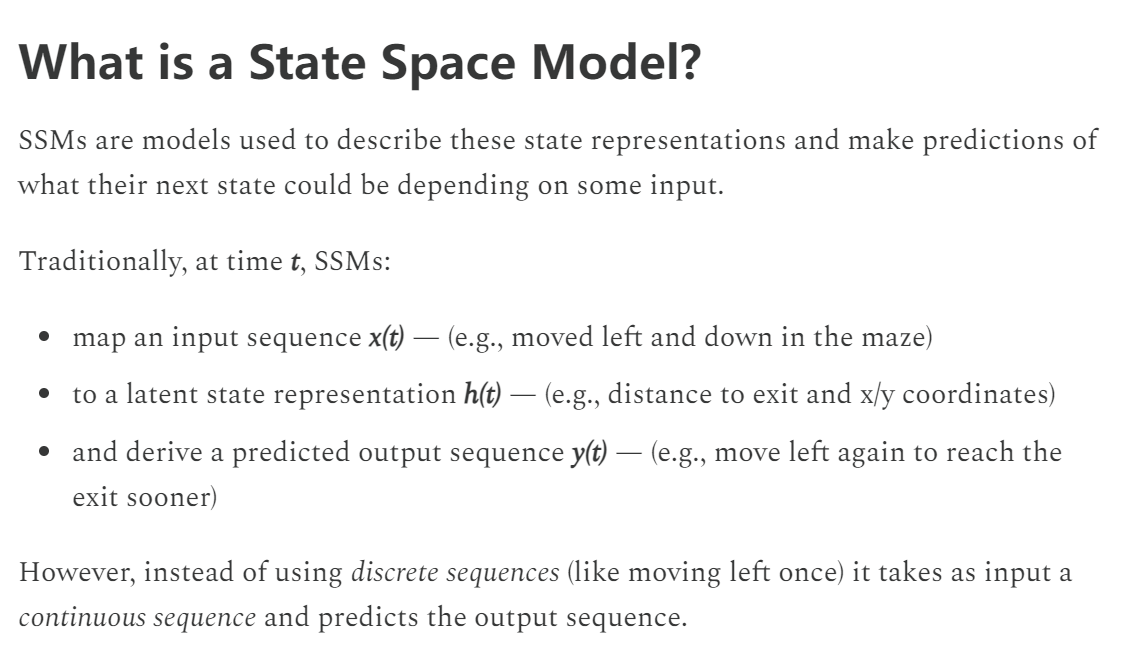 What is a State Space Model?
SSMs are models used to describe these state representations and make predictions of
what their next state could be depending on some input.
Traditionally, at time t, SSMs:
• map an input sequence x(t) — (e.g., moved left and down in the maze)
• to a latent state representation h(t) — (e.g., distance to exit and x/y coordinates)
• and derive a predicted output sequence y(t) — (e.g., move left again to reach the
exit sooner)
However, instead of using discrete sequences (like moving left once) it takes as input a
continuous sequence and predicts the output sequence.